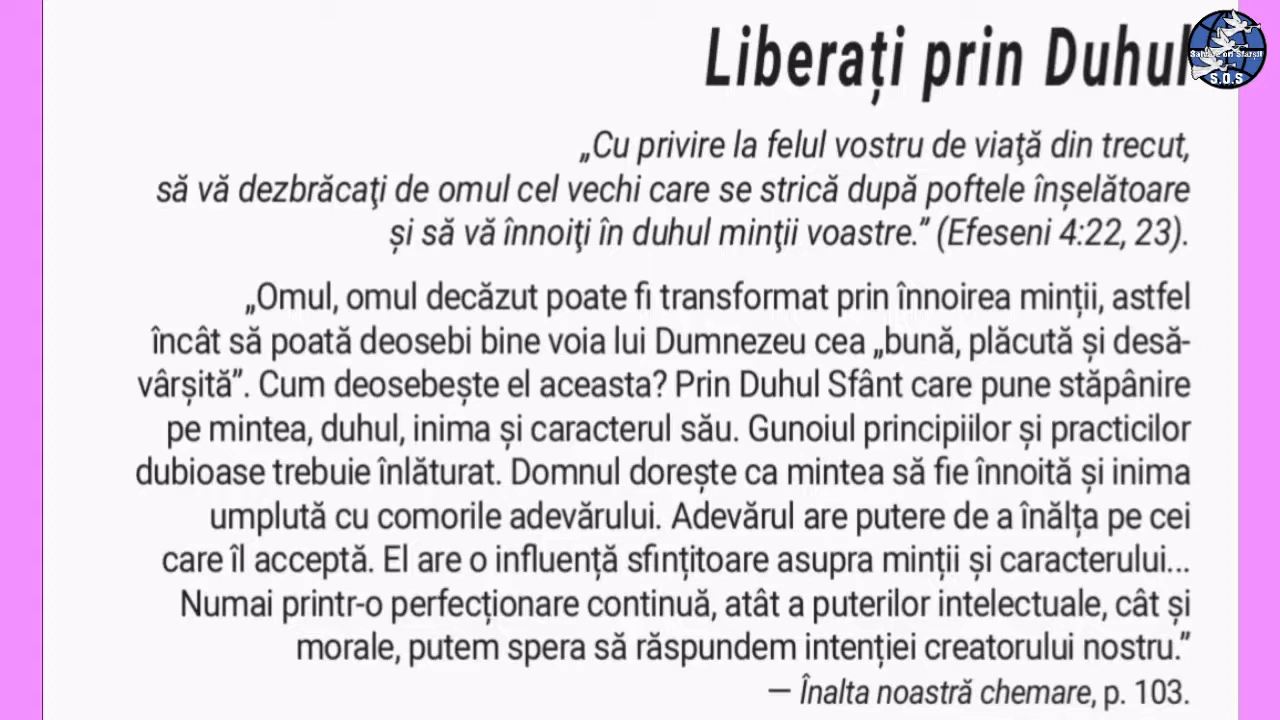 Liberați prin Duhul
S.O.S
„Cu privire la felul vostru de viaţă din trecut,
să vă dezbrăcaţi de omul cel vechi care se strică după poftele înșelătoare
și să vă înnoiţi în duhul minţii voastre.” (Efeseni 4:22, 23).
„Omul, omul decăzut poate fi transformat prin înnoirea minții, astfel
încât să poată deosebi bine voia lui Dumnezeu cea „bună, plăcută și desă-
vârșită”. Cum deosebește el aceasta? Prin Duhul Sfânt care pune stăpânire
pe mintea, duhul, inima și caracterul său. Gunoiul principiilor și practicilor
dubioase trebuie înlăturat. Domnul dorește ca mintea să fie înnoită și inima
umplută cu comorile adevărului. Adevărul are putere de a înălța pe cei
care îl acceptă. El are o influență sfințitoare asupra minții și caracterului...
Numai printr-o perfecționare continuă, atât a puterilor intelectuale, cât și
morale, putem spera să răspundem intenției creatorului nostru.”
— Înalta noastră chemare, p. 103.